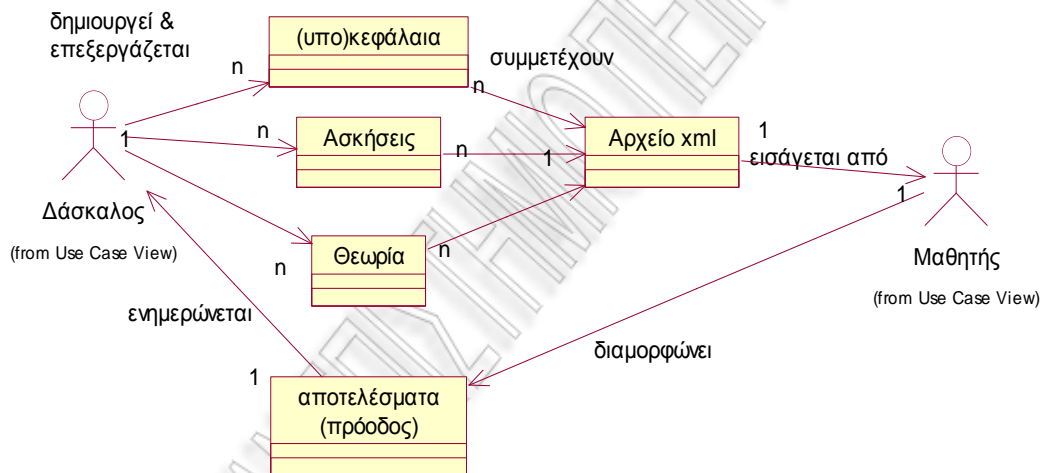 δημιουργεί &
επεξεργάζεται
(υπο)κεφάλαια
συμμετέχουν
n
n
n
Ασκήσεις
Αρχείο xml
1
1
n
1
εισάγεται από
1
Δάσκαλος
(from Use Case View)
Θεωρία
n
n
Μαθητής
(from Use Case View)
ενημερώνεται
διαμορφώνει
1
αποτελέσματα
(πρόοδος)